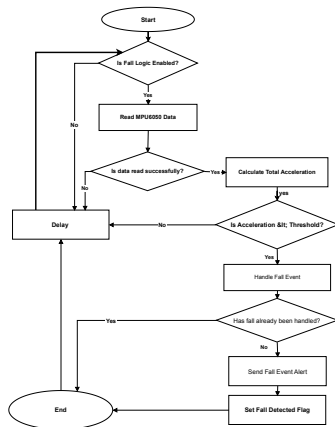 Start
Is Fall Logic Enabled?
Yes
No
Read MPU6050 Data
Is data read successfully?
Yes
No
Calculate Total Acceleration
yes
Delay
No
Is Acceleration &lt; Threshold?
Yes
Handle Fall Event
Yes
Has fall already been handled?
No
Send Fall Event Alert
End
Set Fall Detected Flag